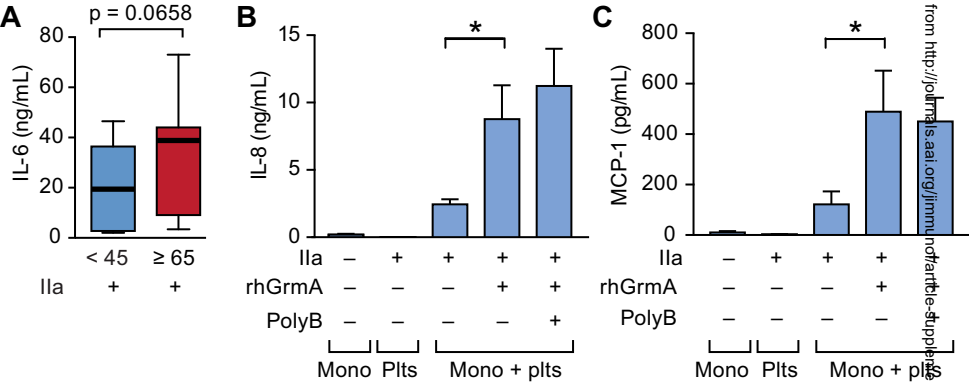 A
p = 0.0658
IL-6 (ng/mL)
80
60
40
20
0
< 45 ≥ 65
IIa + +
B
*
IL-8 (ng/mL)
15
10
5
0
IIa – + + + +
rhGrmA – – – + +
PolyB – – – – +
Mono Plts Mono + plts
C
*
MCP-1 (pg/mL)
800
600
400
200
0
IIa – + + + +
rhGrmA – – – + +
PolyB – – – – +
Mono Plts Mono + plts
from http://journals.aai.org/jimmunol/article-suppleme